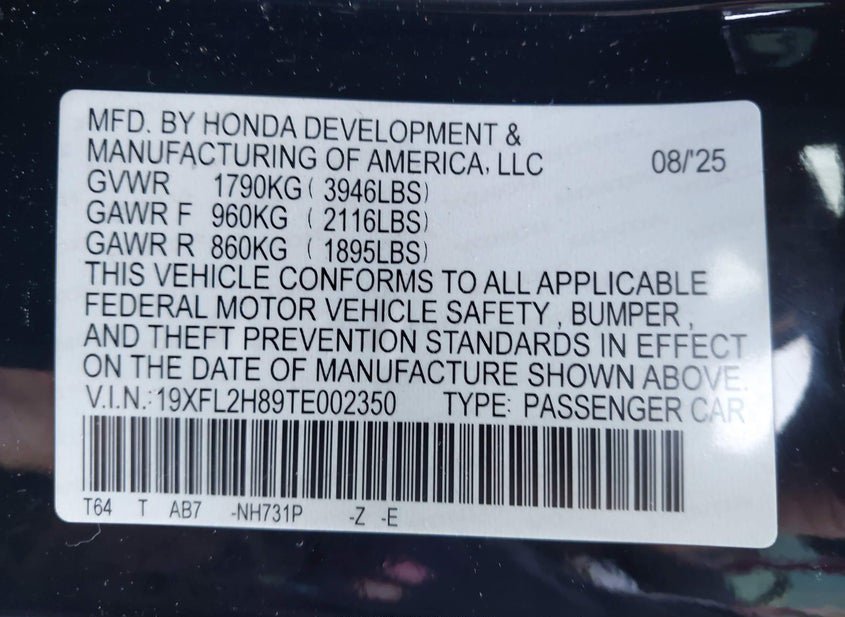 MFD. BY HONDA DEVELOPMENT &
MANUFACTURING OF AMERICA, LLC 08/'25
GVWR 1790KG ( 3946LBS)
GAWR F 960KG ( 2116LBS)
GAWR R 860KG ( 1895LBS)
THIS VEHICLE CONFORMS TO ALL APPLICABLE
FEDERAL MOTOR VEHICLE SAFETY , BUMPER ,
AND THEFT PREVENTION STANDARDS IN EFFECT
ON THE DATE OF MANUFACTURE SHOWN ABOVE.
V.I.N.: 19XFL2H89TE002350 TYPE: PASSENGER CAR
T64 T AB7 -NH731P -Z -E